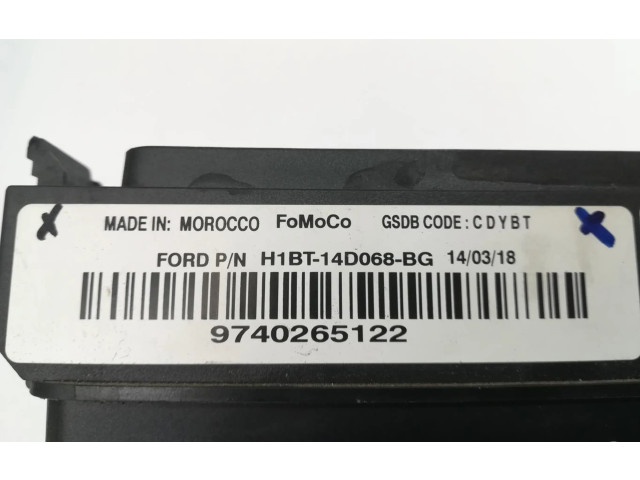 MADE IN: MOROCCO FoMoCo GSDB CODE: CDYBT
FORD P/N H1BT-14D068-BG 14/03/18
9740265122